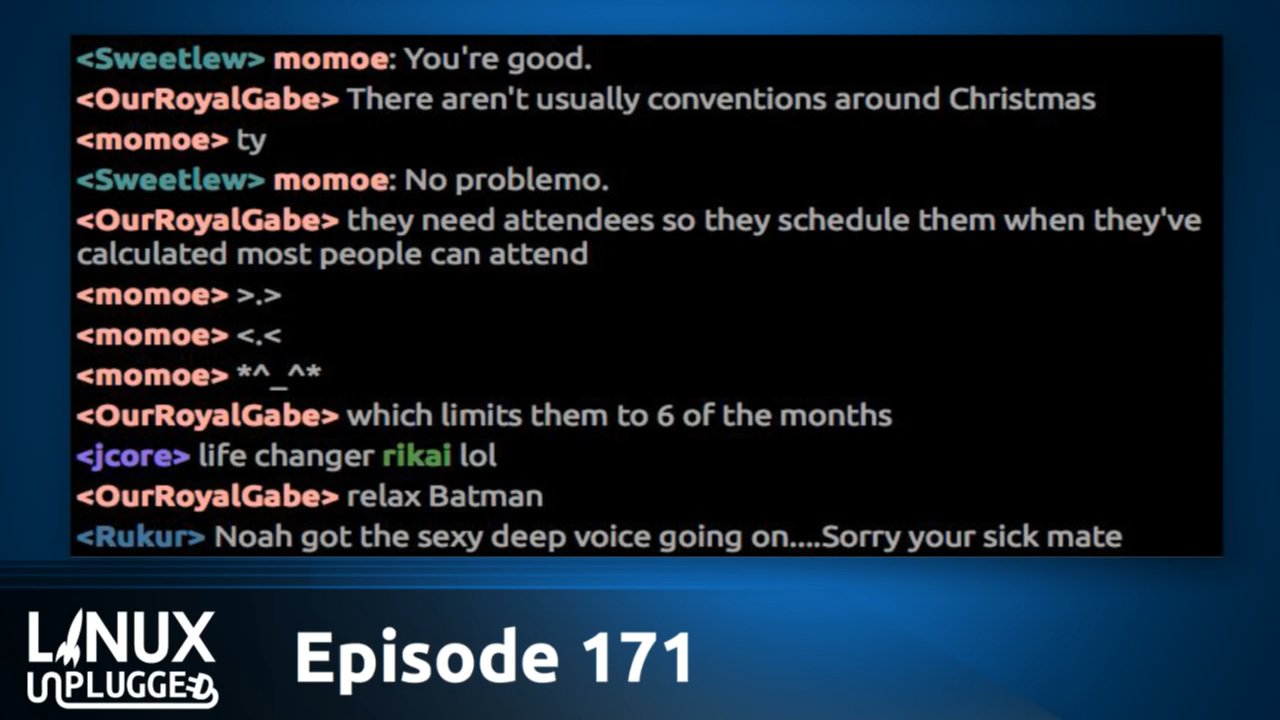 <Sweetlew> momoe: You're good.
<OurRoyalGabe> There aren't usually conventions around Christmas
<momoe> ty
<Sweetlew> momoe: No problemo.
<OurRoyalGabe> they need attendees so they schedule them when they've
calculated most people can attend
<momoe> >.>
<momoe> <.<
<momoe> *^_^*
<OurRoyalGabe> which limits them to 6 of the months
<jcore> life changer rikai lol
<OurRoyalGabe> relax Batman
<Rukur> Noah got the sexy deep voice going on....Sorry your sick mate
LINUX
UNPLUGGED
Episode 171